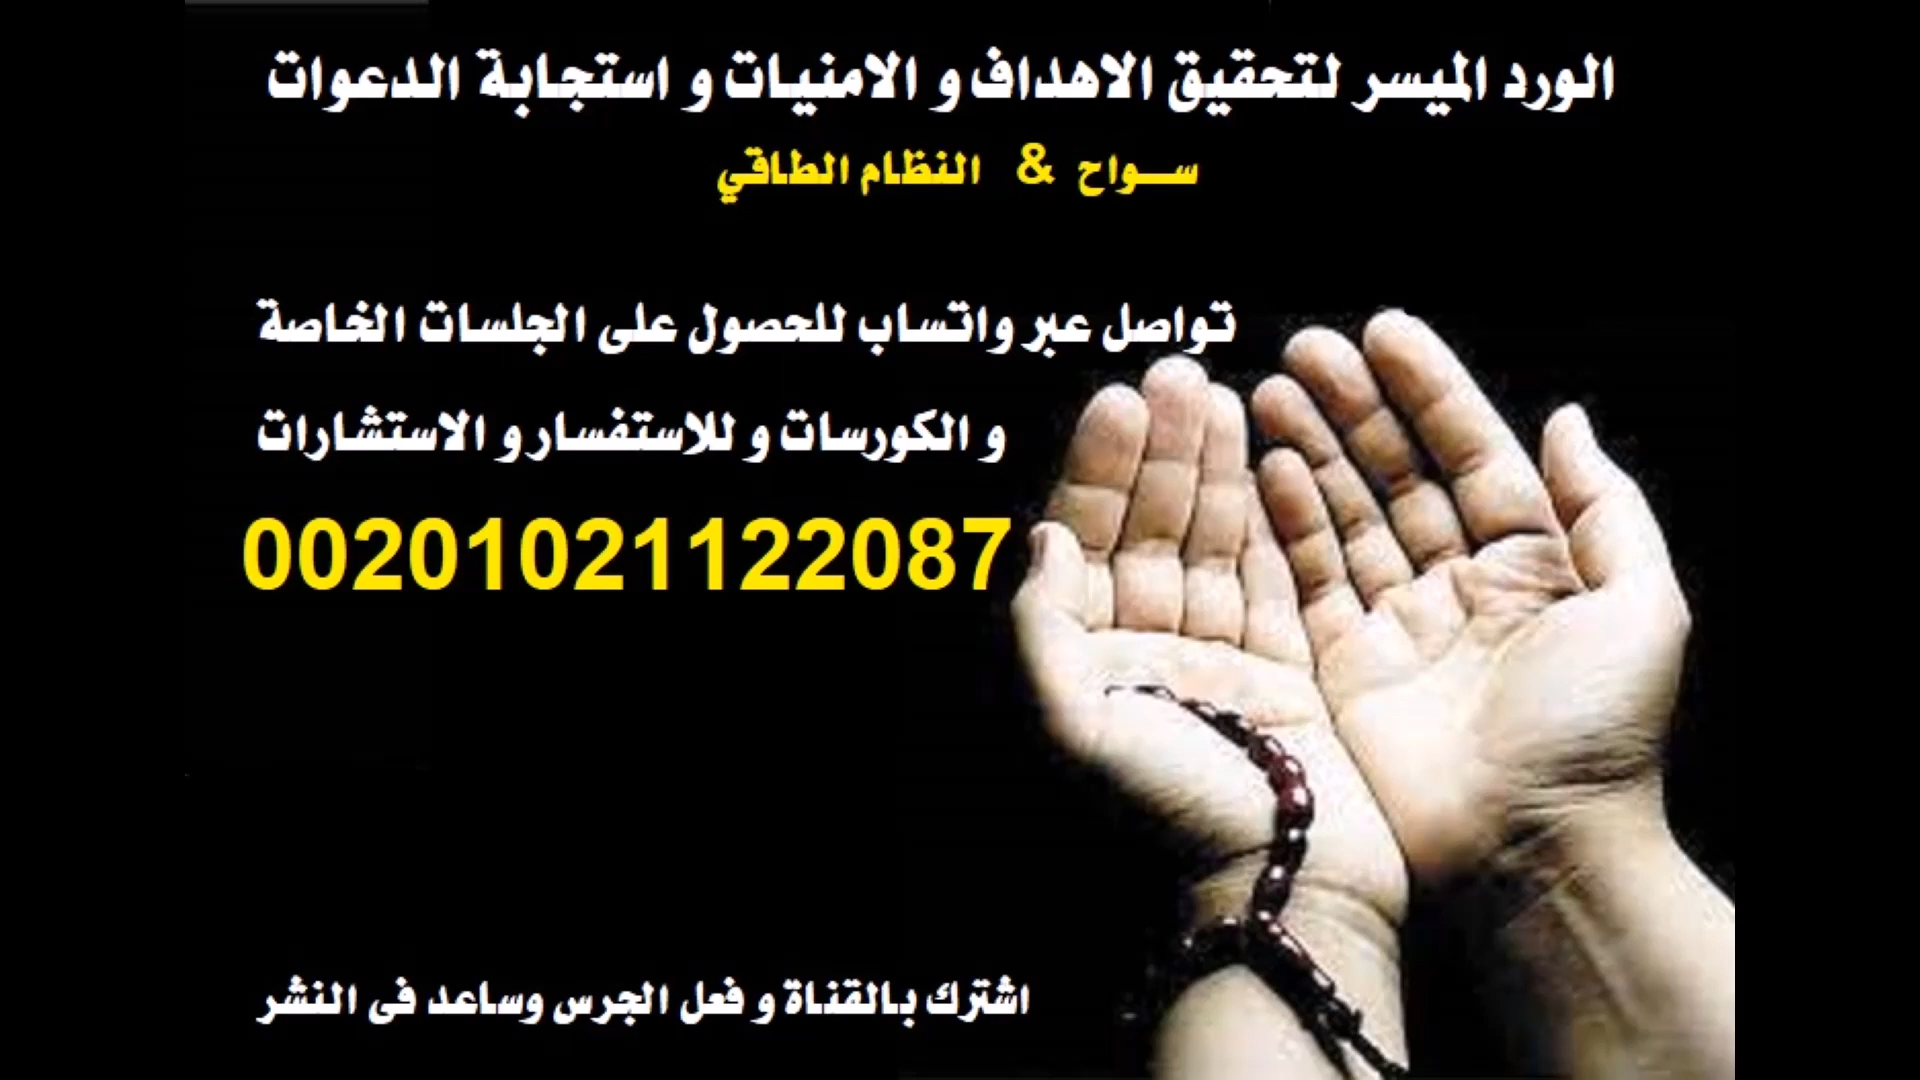 الورد الميسر لتحقيق الاهداف و الامنيات و استجابة الدعوات
ســواح & النظام الطاقي
تواصل عبر واتساب للحصول على الجلسات الخاصة
و الكورسات و للاستفسار و الاستشارات
00201021122087
اشترك بالقناة و فعل الجرس وساعد فى النشر